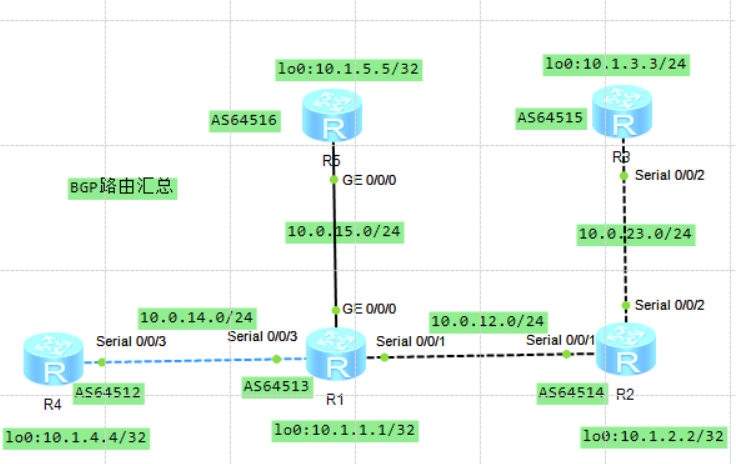 lo0:10.1.5.5/32
lo0:10.1.3.3/24
AS64516
R
AS64515
R
R5
R3
GE 0/0/0
Serial 0/0/2
BGP路由汇总
10.0.15.0/24
10.0.23.0/24
GE 0/0/0
Serial 0/0/2
10.0.14.0/24
10.0.12.0/24
Serial 0/0/3
Serial 0/0/3
Serial 0/0/1
Serial 0/0/1
R
R
R
AS64512
AS64513
AS64514
R4
R1
R2
lo0:10.1.4.4/32
lo0:10.1.1.1/32
lo0:10.1.2.2/32